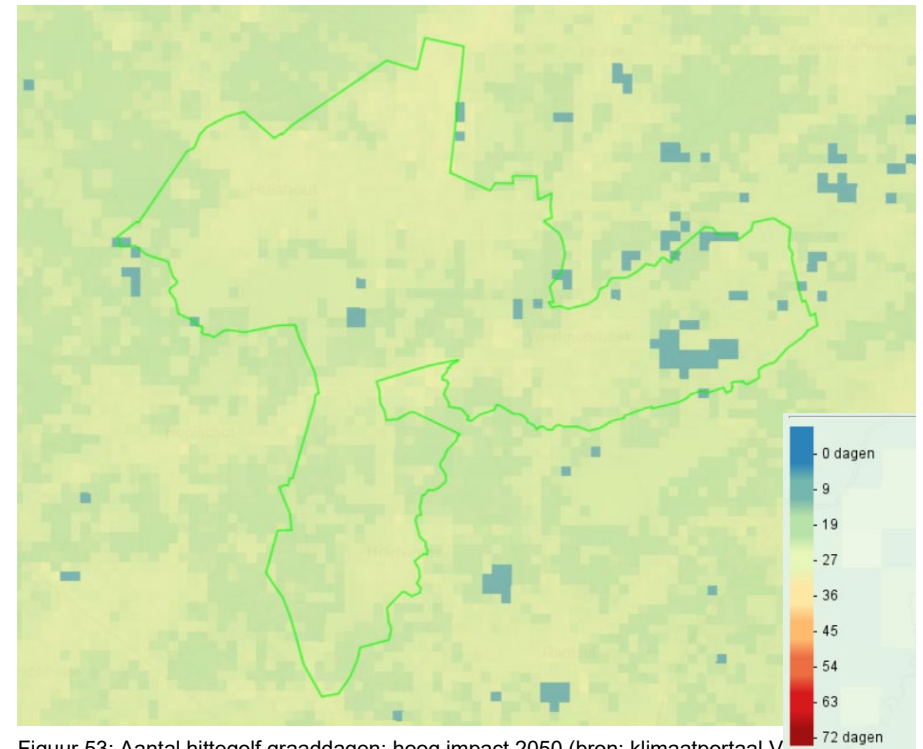 0 dagen
9
19
27
36
45
54
63
72 dagen
Figuur 53: Aantal hittegolf graaddagen: hoog impact 2050 (bron: klimaatportaal V